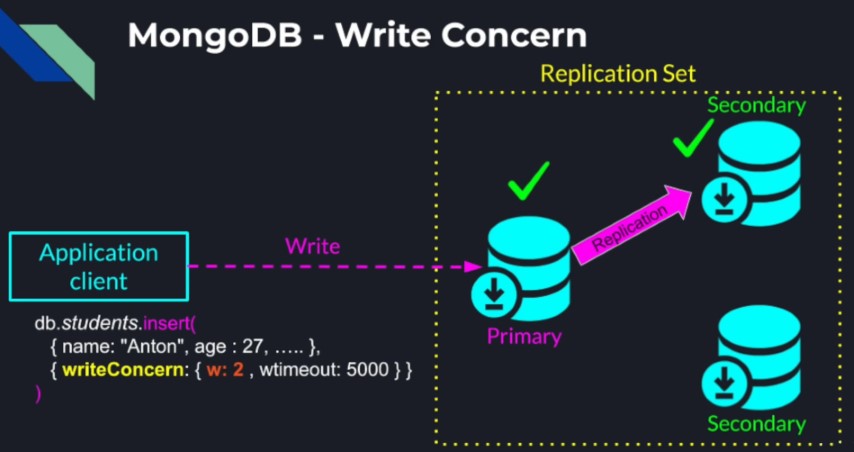 MongoDB - Write Concern
Replication Set
Secondary
Replication
Write
Application
client
Primary
db.students.insert(
{ name: "Anton", age : 27, ..... },
{ writeConcern: { w: 2 , wtimeout: 5000 } }
)
Secondary